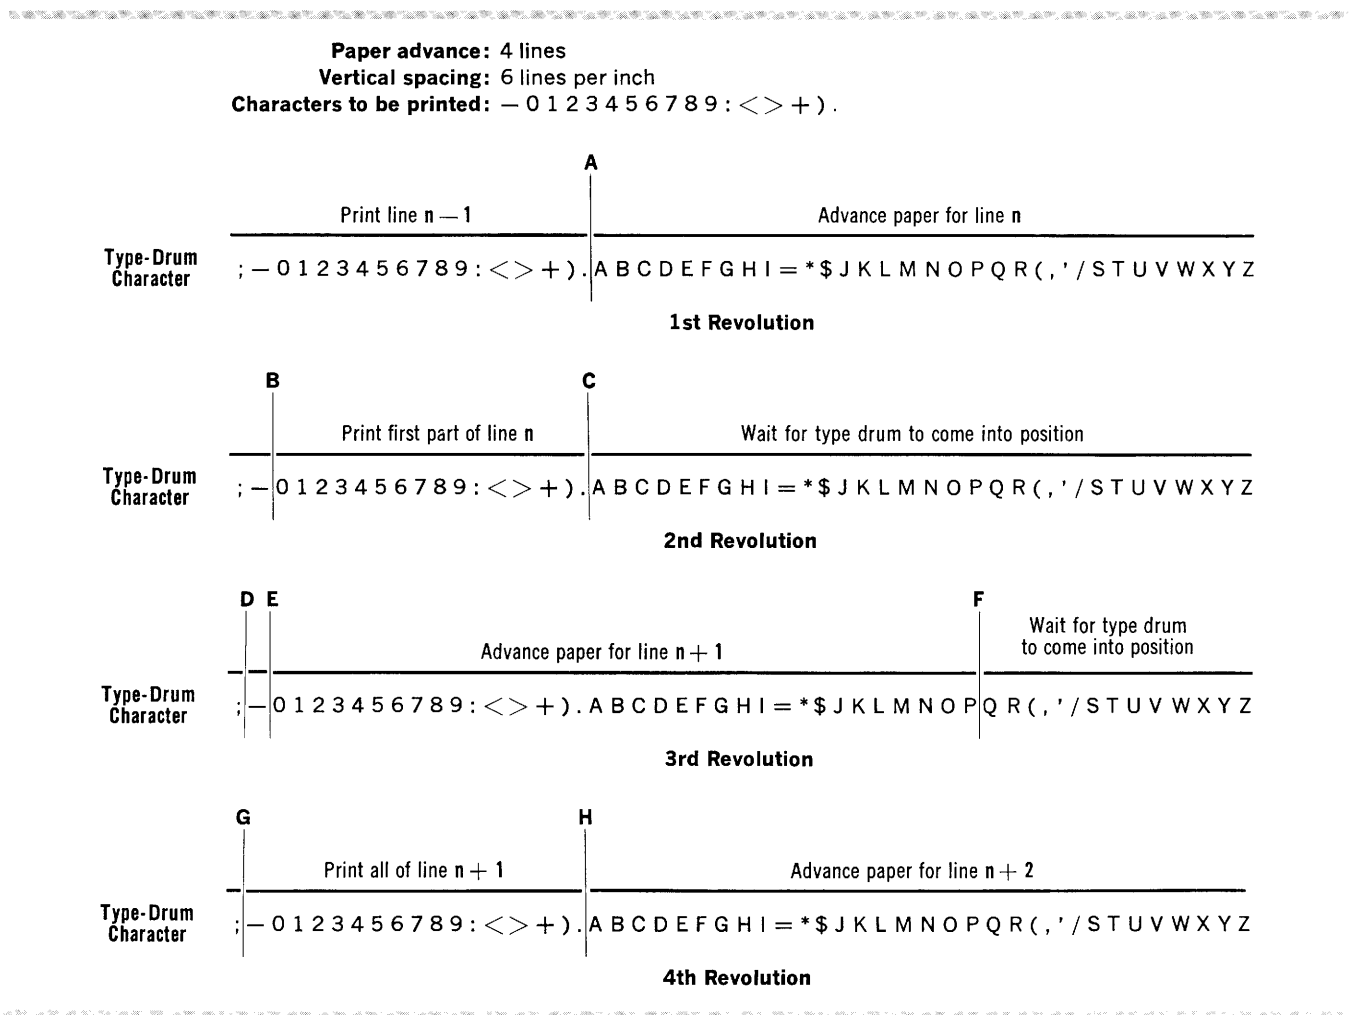 Paper advance: 4 lines
Vertical spacing: 6 lines per inch
Characters to be printed: — 0 1 2 3 4 5 6 7 8 9 : < > + ) .
A
Print line n — 1
Advance paper for line n
Type-Drum
Character
; — 0 1 2 3 4 5 6 7 8 9 : < > + ) . A B C D E F G H I = * $ J K L M N O P Q R ( , ' / S T U V W X Y Z
1st Revolution
B C
Print first part of line n
Wait for type drum to come into position
Type-Drum
Character
; — 0 1 2 3 4 5 6 7 8 9 : < > + ) . A B C D E F G H I = * $ J K L M N O P Q R ( , ' / S T U V W X Y Z
2nd Revolution
D E F
Advance paper for line n + 1
Wait for type drum
to come into position
Type-Drum
Character
; — 0 1 2 3 4 5 6 7 8 9 : < > + ) . A B C D E F G H I = * $ J K L M N O P Q R ( , ' / S T U V W X Y Z
3rd Revolution
G H
Print all of line n + 1
Advance paper for line n + 2
Type-Drum
Character
; — 0 1 2 3 4 5 6 7 8 9 : < > + ) . A B C D E F G H I = * $ J K L M N O P Q R ( , ' / S T U V W X Y Z
4th Revolution